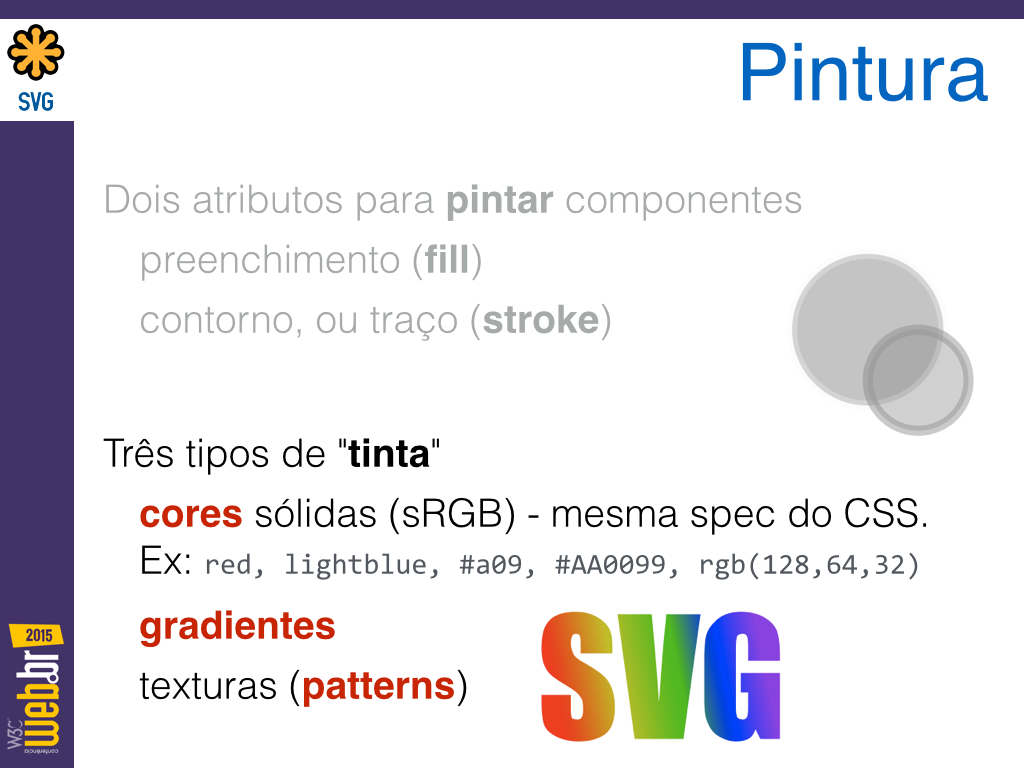 SVG
Pintura
Dois atributos para pintar componentes
preenchimento (fill)
contorno, ou traço (stroke)
Três tipos de "tinta"
cores sólidas (sRGB) - mesma spec do CSS.
Ex: red, lightblue, #a09, #AA0099, rgb(128,64,32)
gradientes
texturas (patterns)
SVG
2015
conferência
web.br
W3C